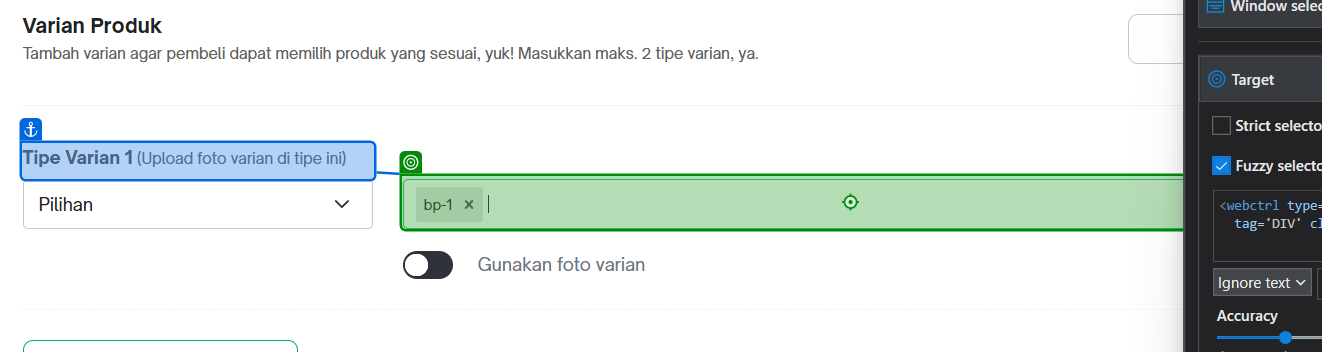 Varian Produk
Tambah varian agar pembeli dapat memilih produk yang sesuai, yuk! Masukkan maks. 2 tipe varian, ya.
Tipe Varian 1 (Upload foto varian di tipe ini)
Pilihan
bp-1 ×
Gunakan foto varian
Window selec
Target
Strict selecto
Fuzzy selecto
<webctrl type=
tag='DIV' cl
Ignore text
Accuracy